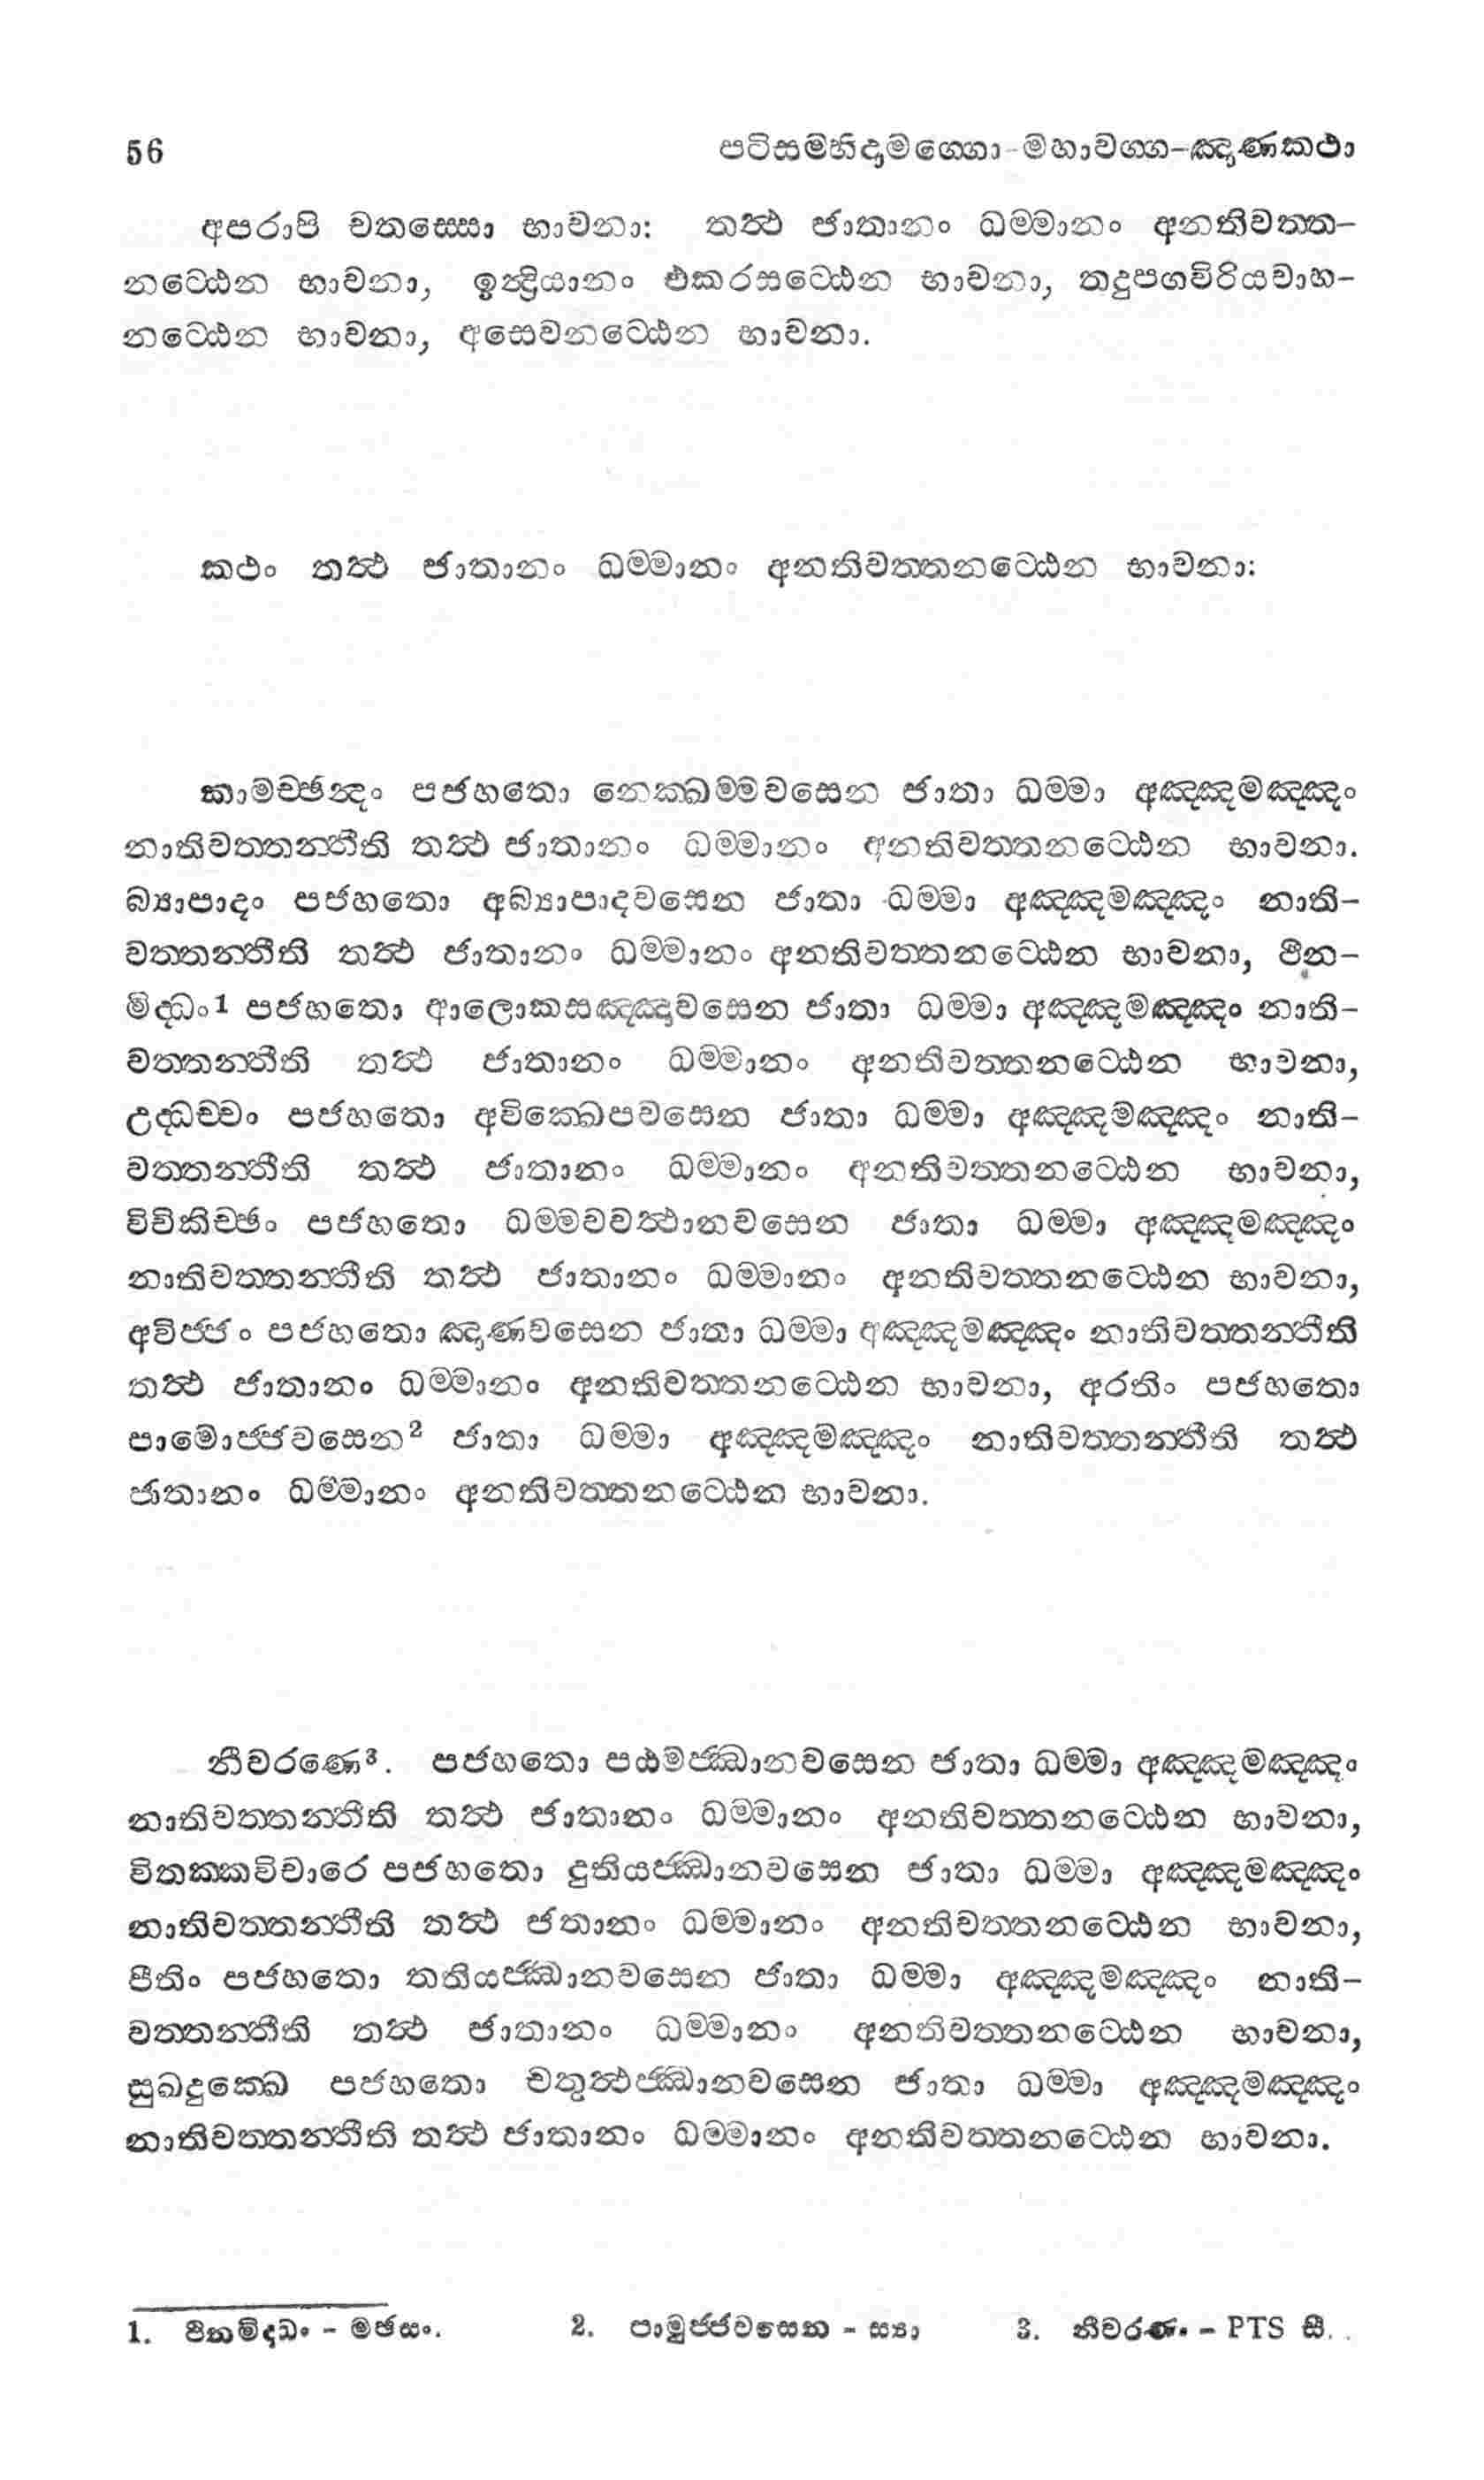 56 පටිසම්භිදාමග්ගො-මහාවග්ග-ඤාණකථා
අපරාපි චතස්සො භාවනා: තත්ථ ජාතානං ධම්මානං අනතිවත්ත-
නට්ඨෙන භාවනා, ඉන්ද්‍රියානං එකරසට්ඨෙන භාවනා, තදුපගවිරියවාහ-
නට්ඨෙන භාවනා, අසෙවනට්ඨෙන භාවනා.
කථං තත්ථ ජාතානං ධම්මානං අනතිවත්තනට්ඨෙන භාවනා:
කාමච්ඡන්දං පජහතො නෙක්ඛම්මවසෙන ජාතා ධම්මා අඤ්ඤමඤ්ඤං
නාතිවත්තන්තීති තත්ථ ජාතානං ධම්මානං අනතිවත්තනට්ඨෙන භාවනා.
බ්‍යාපාදං පජහතො අබ්‍යාපාදවසෙන ජාතා ධම්මා අඤ්ඤමඤ්ඤං නාති-
වත්තන්තීති තත්ථ ජාතානං ධම්මානං අනතිවත්තනට්ඨෙන භාවනා, ථීන-
මිද්ධං1 පජහතො ආලොකසඤ්ඤාවසෙන ජාතා ධම්මා අඤ්ඤමඤ්ඤං නාති-
වත්තන්තීති තත්ථ ජාතානං ධම්මානං අනතිවත්තනට්ඨෙන භාවනා,
උද්ධච්චං පජහතො අවික්ඛෙපවසෙන ජාතා ධම්මා අඤ්ඤමඤ්ඤං නාති-
වත්තන්තීති තත්ථ ජාතානං ධම්මානං අනතිවත්තනට්ඨෙන භාවනා,
විචිකිච්ඡං පජහතො ධම්මවවත්ථානවසෙන ජාතා ධම්මා අඤ්ඤමඤ්ඤං
නාතිවත්තන්තීති තත්ථ ජාතානං ධම්මානං අනතිවත්තනට්ඨෙන භාවනා,
අවිජ්ජං පජහතො ඤාණවසෙන ජාතා ධම්මා අඤ්ඤමඤ්ඤං නාතිවත්තන්තීති
තත්ථ ජාතානං ධම්මානං අනතිවත්තනට්ඨෙන භාවනා, අරතිං පජහතො
පාමොජ්ජවසෙන2 ජාතා ධම්මා අඤ්ඤමඤ්ඤං නාතිවත්තන්තීති තත්ථ
ජාතානං ධම්මානං අනතිවත්තනට්ඨෙන භාවනා.
නීවරණෙ3. පජහතො පඨමජ්ඣානවසෙන ජාතා ධම්මා අඤ්ඤමඤ්ඤං
නාතිවත්තන්තීති තත්ථ ජාතානං ධම්මානං අනතිවත්තනට්ඨෙන භාවනා,
විතක්කවිචාරෙ පජහතො දුතියජ්ඣානවසෙන ජාතා ධම්මා අඤ්ඤමඤ්ඤං
නාතිවත්තන්තීති තත්ථ ජතානං ධම්මානං අනතිවත්තනට්ඨෙන භාවනා,
පීතිං පජහතො තතියජ්ඣානවසෙන ජාතා ධම්මා අඤ්ඤමඤ්ඤං නාති-
වත්තන්තීති තත්ථ ජාතානං ධම්මානං අනතිවත්තනට්ඨෙන භාවනා,
සුඛදුක්ඛෙ පජහතො චතුත්ථජ්ඣානවසෙන ජාතා ධම්මා අඤ්ඤමඤ්ඤං
නාතිවත්තන්තීති තත්ථ ජාතානං ධම්මානං අනතිවත්තනට්ඨෙන භාවනා.
1. ථිනමිද්ධං - මඡසං. 2. පාමුජ්ජවසෙන - ස්‍යා 3. නීවරණං - PTS සී.